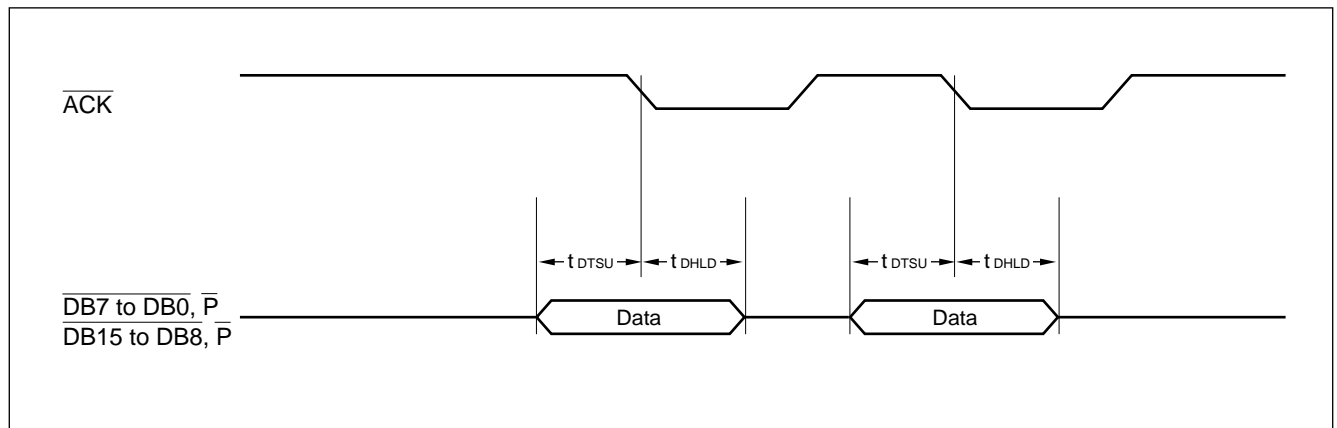 ACK
t DTSU t DHLD t DTSU t DHLD
DB7 to DB0, P
DB15 to DB8, P
Data Data